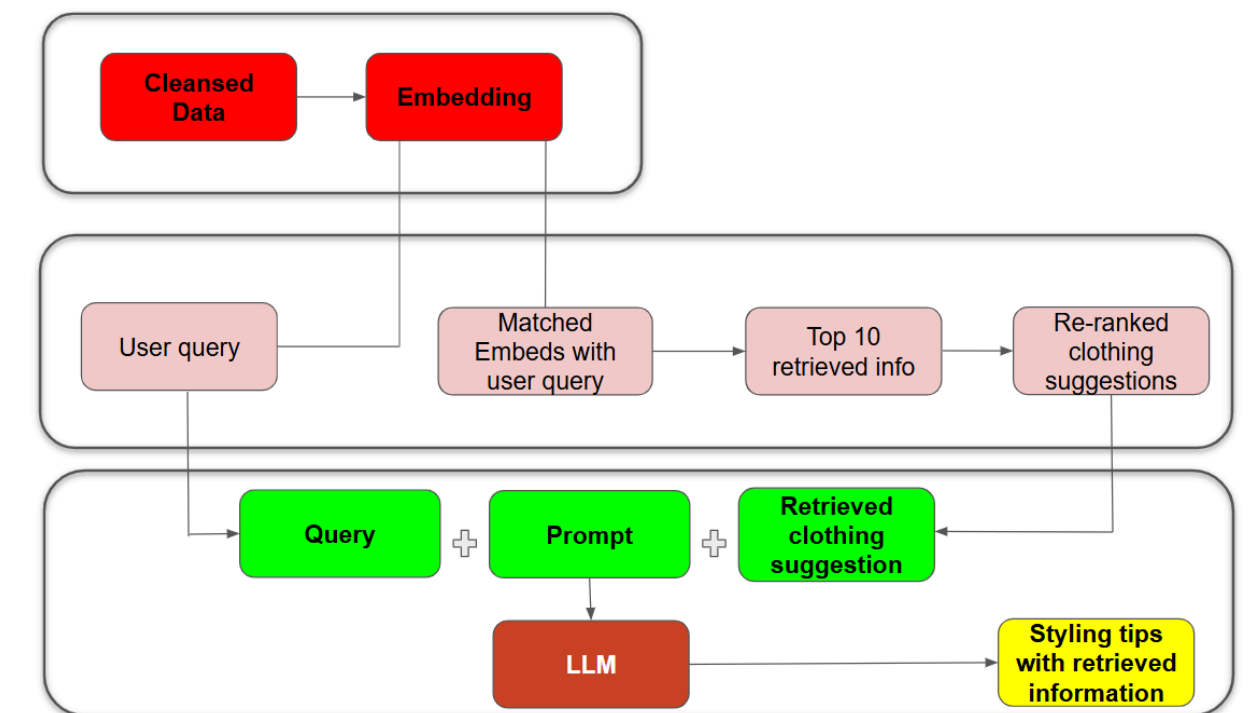 Cleansed
Data
Embedding
User query
Matched
Embeds with
user query
Top 10
retrieved info
Re-ranked
clothing
suggestions
Query
Prompt
Retrieved
clothing
suggestion
LLM
Styling tips
with retrieved
information